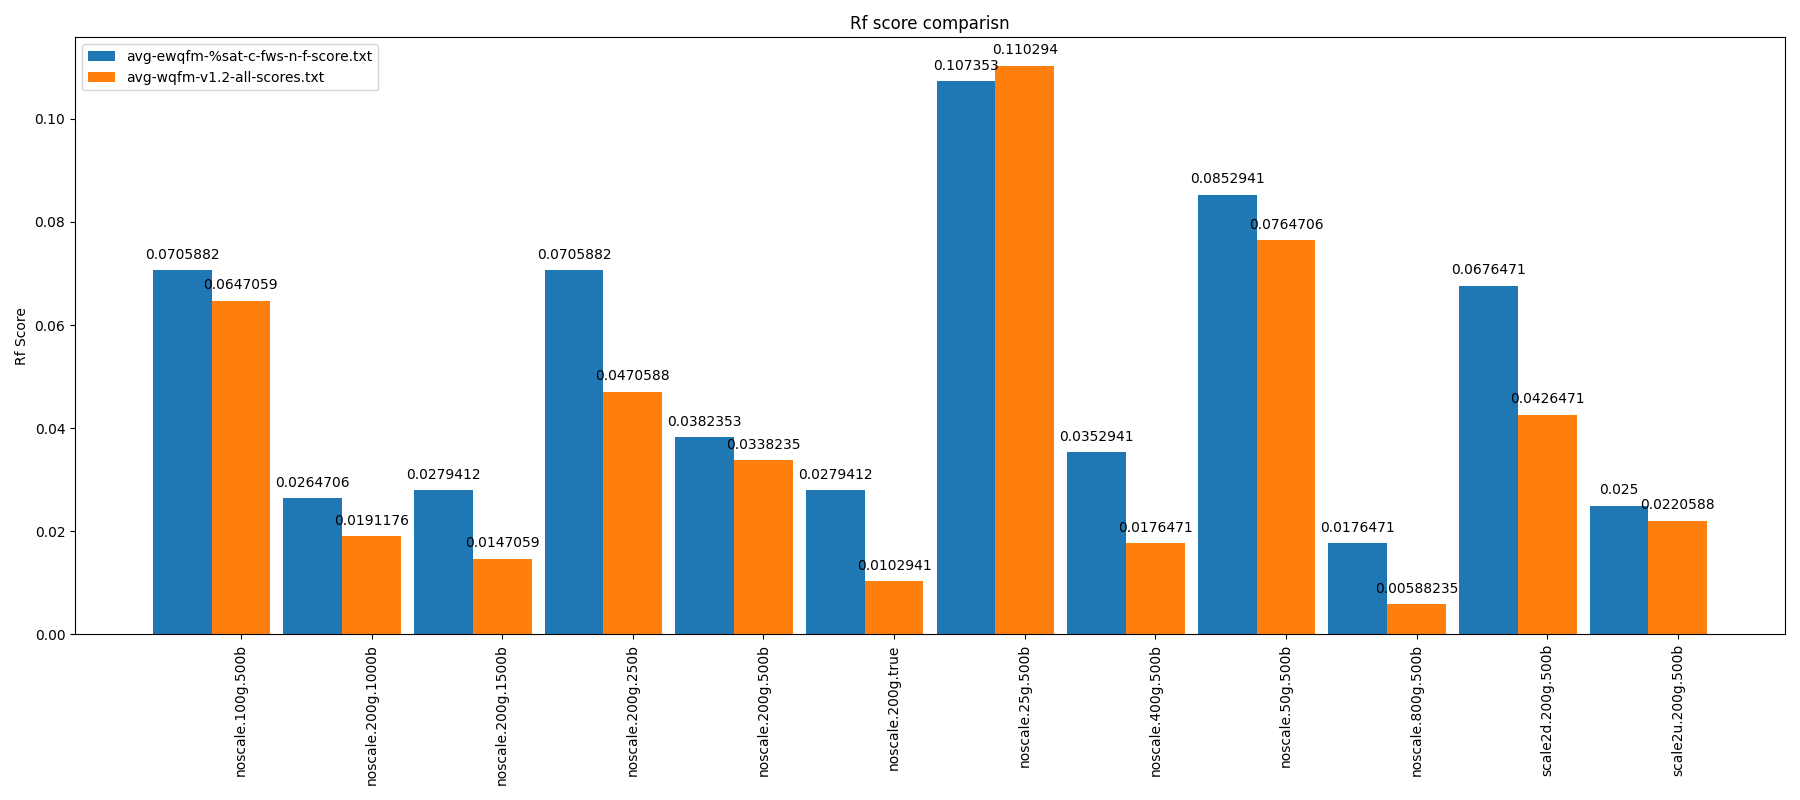 Rf score comparisn
avg-ewqfm-%sat-c-fws-n-f-score.txt
avg-wqfm-v1.2-all-scores.txt
Rf Score
0.10
0.08
0.06
0.04
0.02
0.00
0.0705882
0.0647059
0.0264706
0.0191176
0.0279412
0.0147059
0.0705882
0.0470588
0.0382353
0.0338235
0.0279412
0.0102941
0.107353
0.110294
0.0352941
0.0176471
0.0852941
0.0764706
0.0176471
0.00588235
0.0676471
0.0426471
0.025
0.0220588
noscale.100g.500b
noscale.200g.1000b
noscale.200g.1500b
noscale.200g.250b
noscale.200g.500b
noscale.200g.true
noscale.25g.500b
noscale.400g.500b
noscale.50g.500b
noscale.800g.500b
scale2d.200g.500b
scale2u.200g.500b